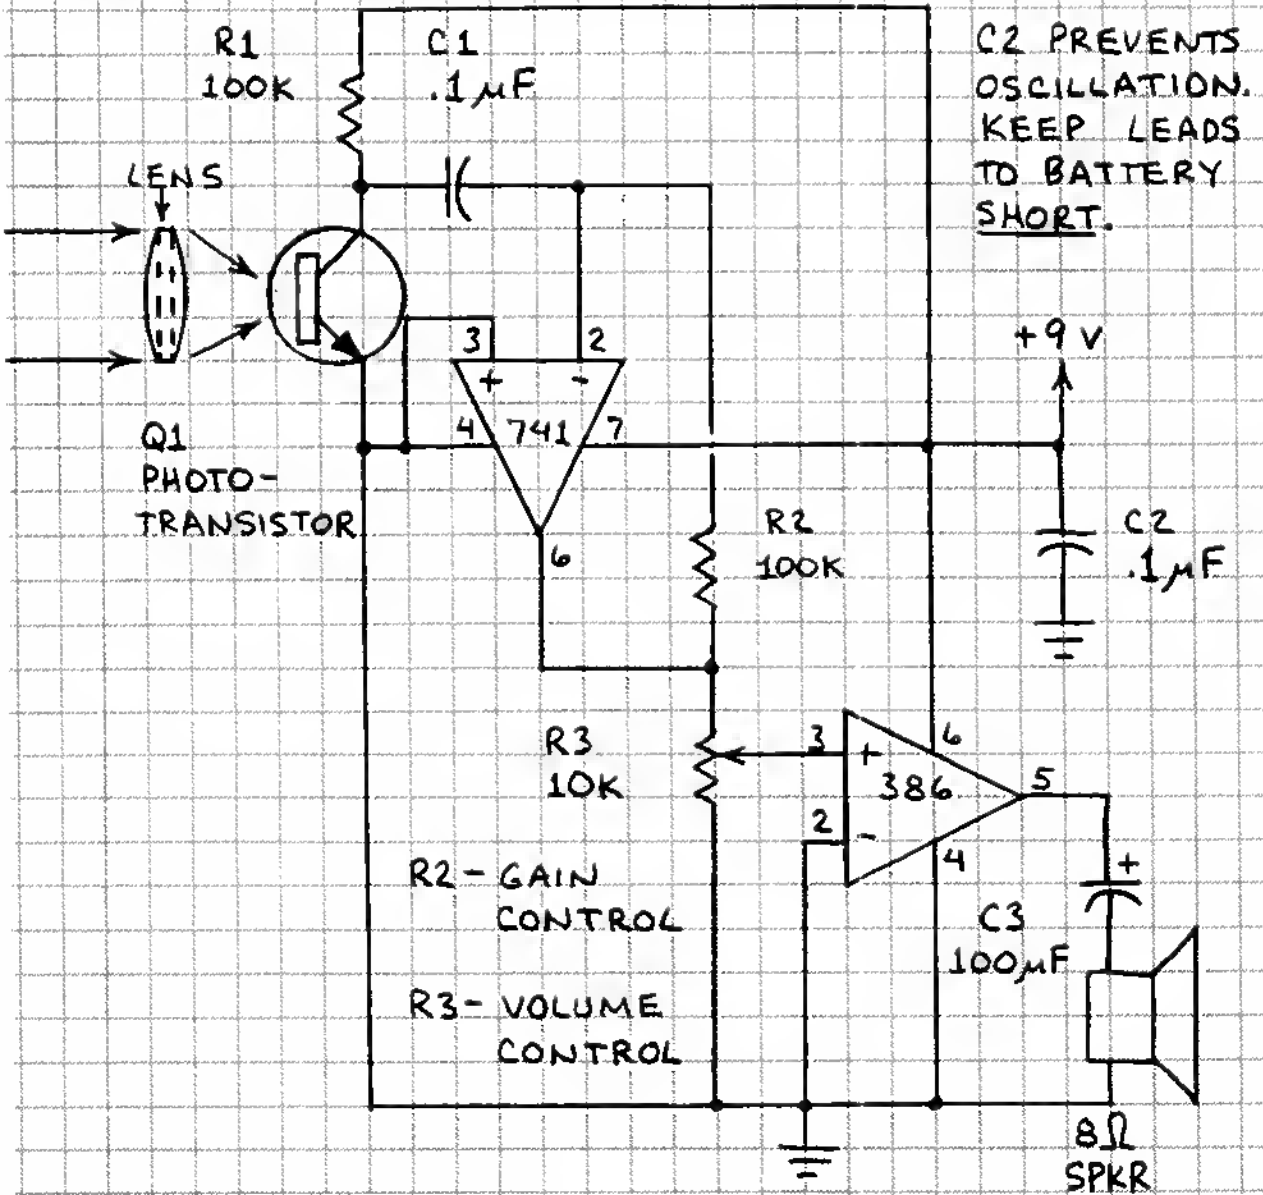 R1
100K
C1
.1µF
C2 PREVENTS
OSCILLATION.
KEEP LEADS
TO BATTERY
SHORT.
LENS
+9 V
3
2
+
-
4
741
7
Q1
PHOTO-
TRANSISTOR
6
R2
100K
C2
.1µF
R3
10K
3
+
6
386
5
2
-
4
R2 - GAIN
CONTROL
+
C3
100µF
R3 - VOLUME
CONTROL
8Ω
SPKR